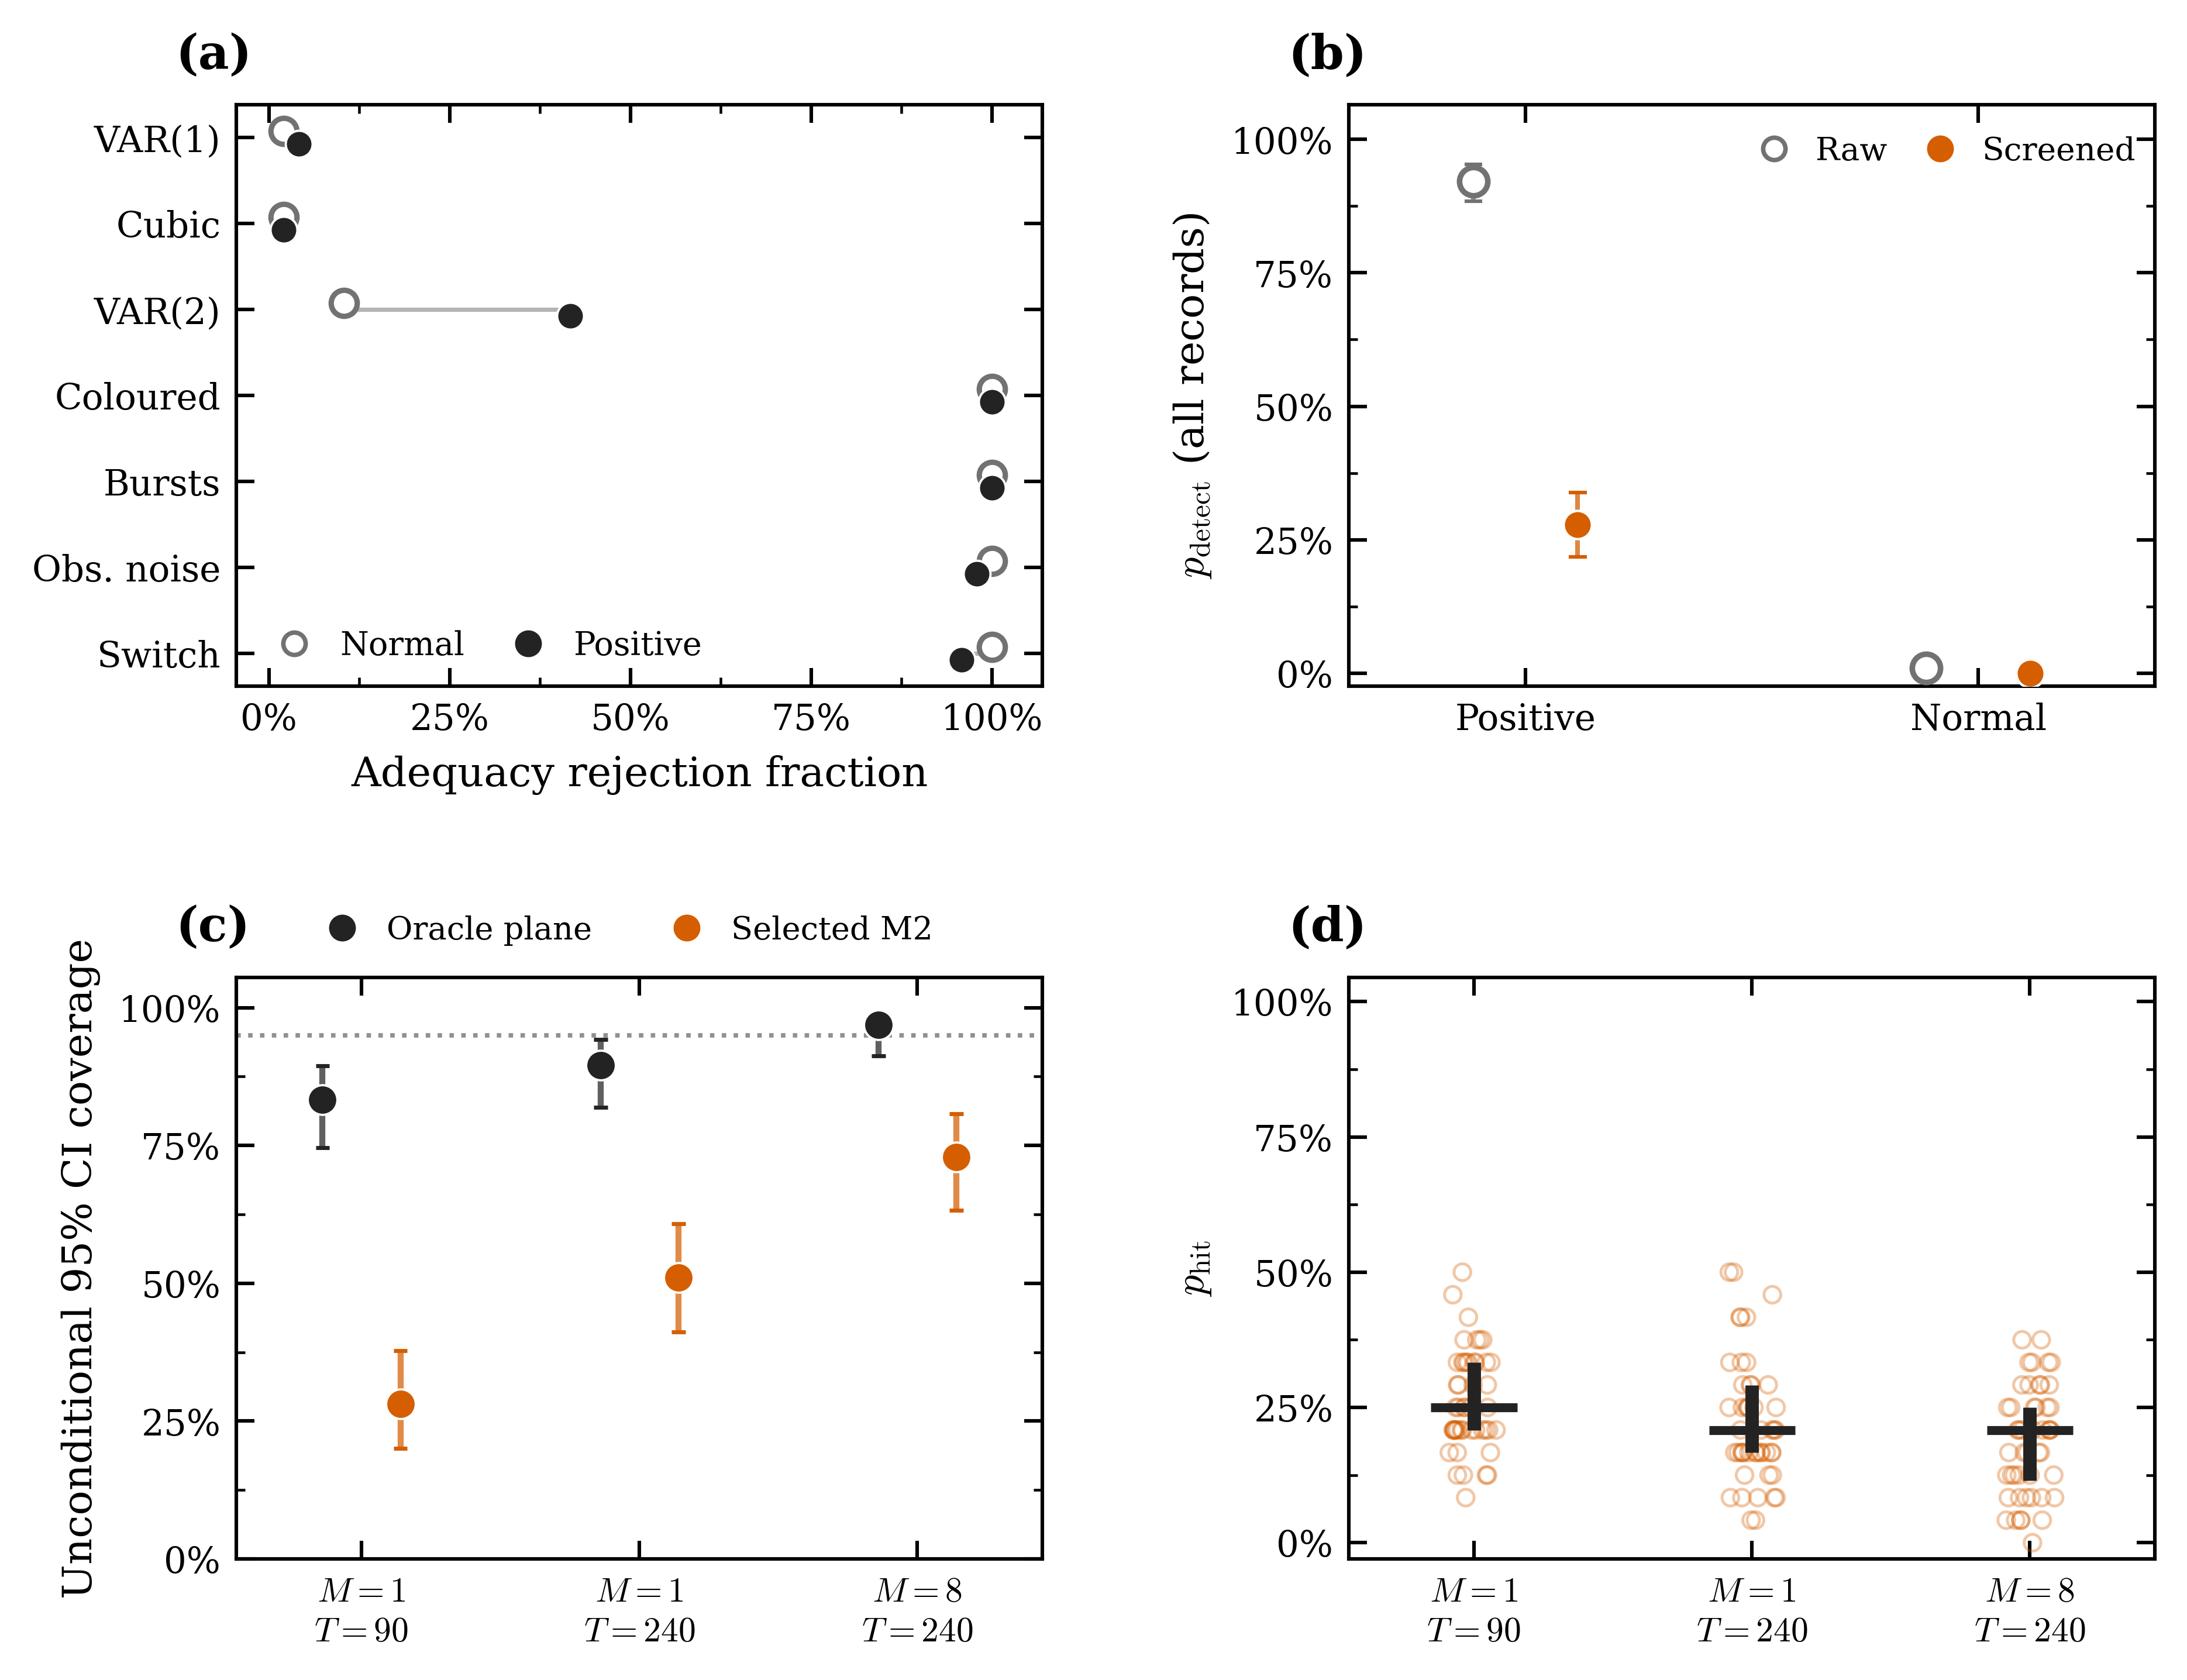 (a)
VAR(1)
Cubic
VAR(2)
Coloured
Bursts
Obs. noise
Switch
Normal
Positive
0%
25%
50%
75%
100%
Adequacy rejection fraction
(b)
p_detect (all records)
100%
75%
50%
25%
0%
Raw
Screened
Positive
Normal
(c)
Oracle plane
Selected M2
Unconditional 95% CI coverage
100%
75%
50%
25%
0%
M = 1
T = 90
M = 1
T = 240
M = 8
T = 240
(d)
p_hit
100%
75%
50%
25%
0%
M = 1
T = 90
M = 1
T = 240
M = 8
T = 240